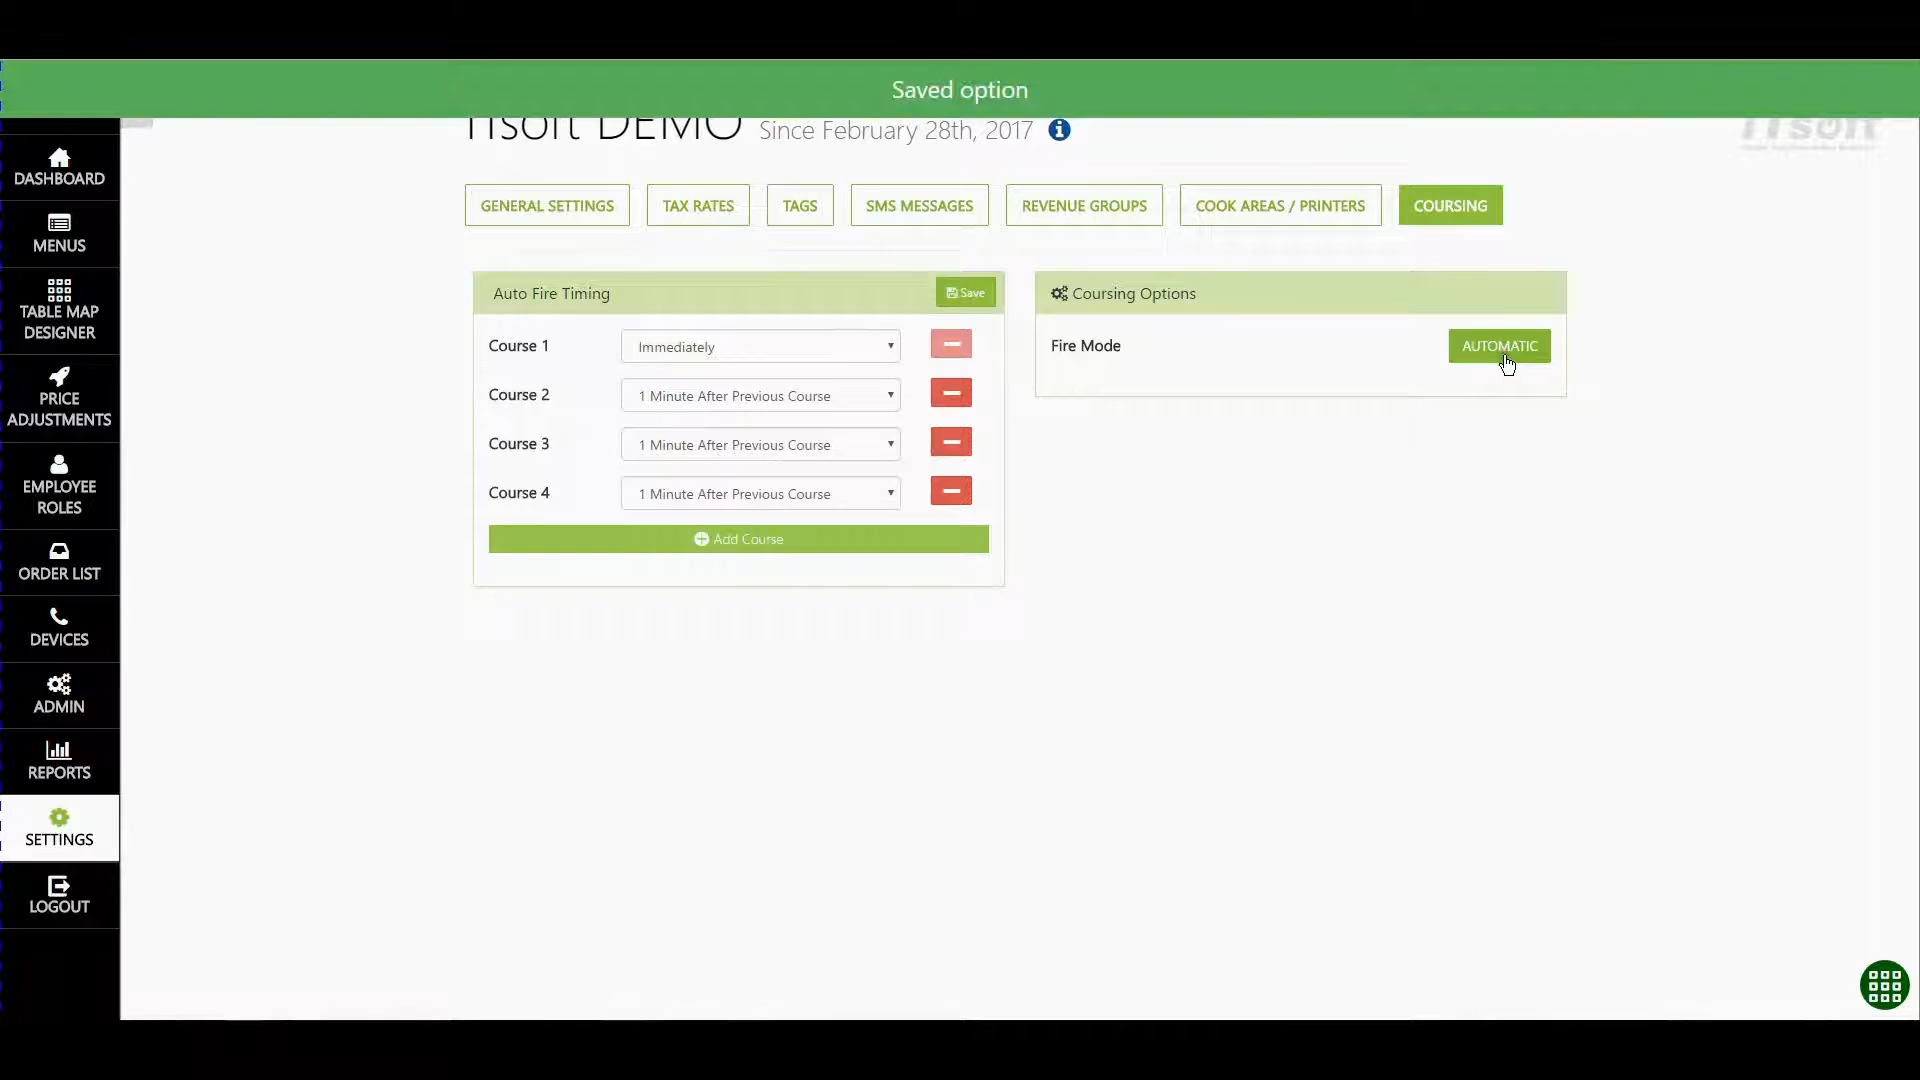 Saved option
DEMO Since February 28th, 2017
DASHBOARD
MENUS
TABLE MAP
DESIGNER
PRICE
ADJUSTMENTS
EMPLOYEE
ROLES
ORDER LIST
DEVICES
ADMIN
REPORTS
SETTINGS
LOGOUT
GENERAL SETTINGS
TAX RATES
TAGS
SMS MESSAGES
REVENUE GROUPS
COOK AREAS / PRINTERS
COURSING
Auto Fire Timing
Save
Course 1 Immediately
Course 2 1 Minute After Previous Course
Course 3 1 Minute After Previous Course
Course 4 1 Minute After Previous Course
Add Course
Coursing Options
Fire Mode AUTOMATIC